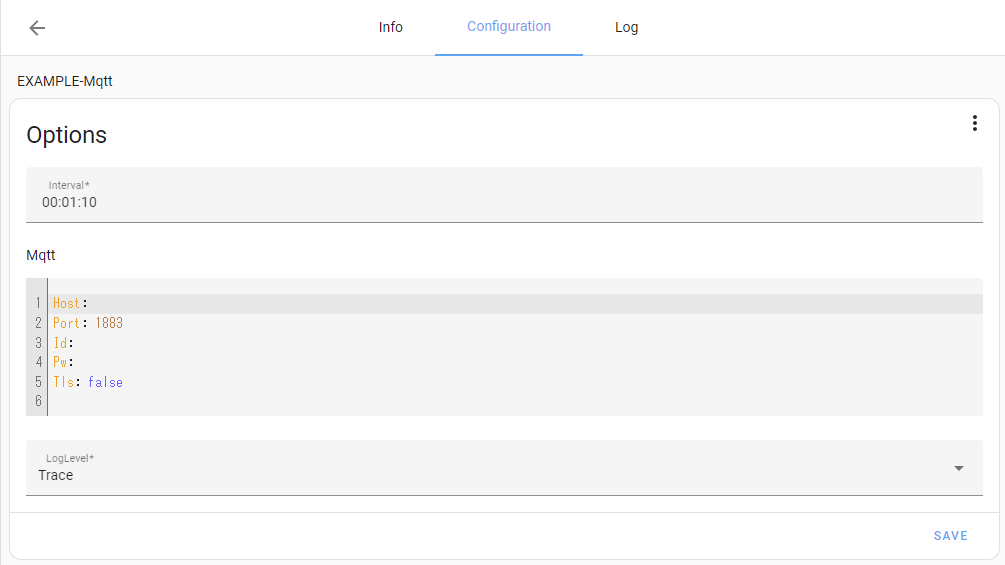 Info Configuration Log
EXAMPLE-Mqtt
Options
Interval*
00:01:10
Mqtt
1 Host:
2 Port: 1883
3 Id:
4 Pw:
5 Tls: false
6
LogLevel*
Trace
SAVE